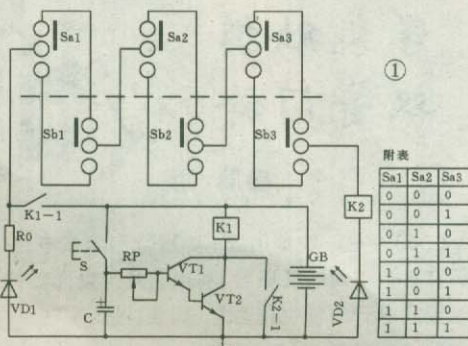 Sa1
Sa2
Sa3
①
Sb1
Sb2
Sb3
附表
Sa1 Sa2 Sa3
0 0 0
0 0 1
0 1 0
0 1 1
1 0 0
1 0 1
1 1 0
1 1 1
K1-1
K2
R0
K1
S
RP
VT1
GB
VT2
K2-1
VD1
C
VD2